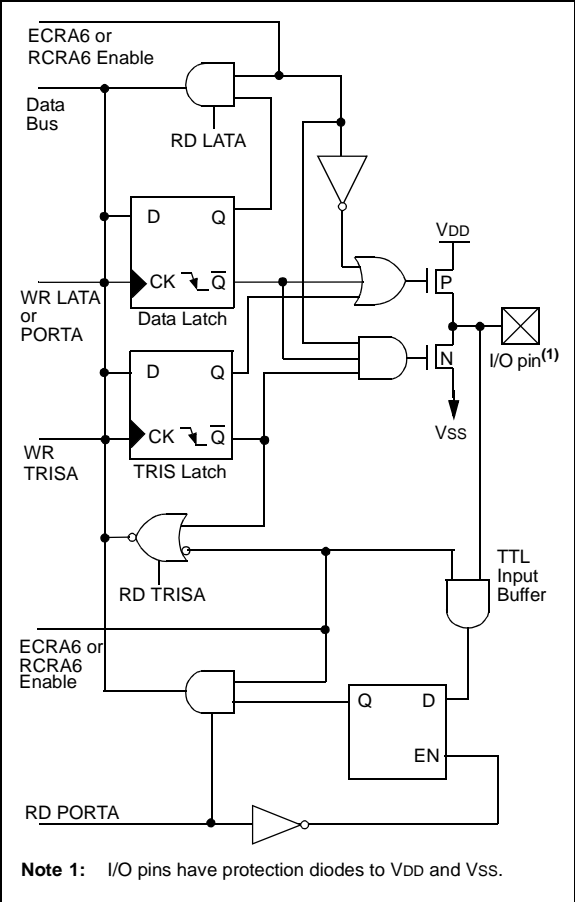 ECRA6 or
RCRA6 Enable
Data
Bus
RD LATA
VDD
D Q
P
WR LATA
or
PORTA
CK Q
Data Latch
I/O pin(1)
N
D Q
VSS
CK Q
WR
TRISA
TRIS Latch
TTL
Input
Buffer
RD TRISA
ECRA6 or
RCRA6
Enable
Q D
EN
RD PORTA
Note 1: I/O pins have protection diodes to VDD and VSS.